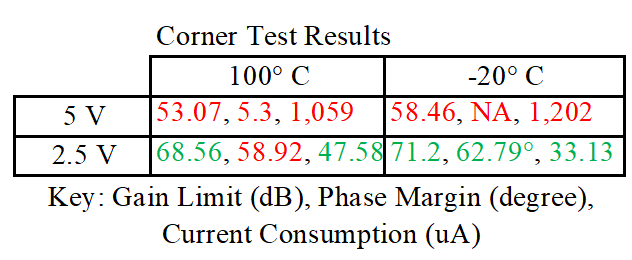 Corner Test Results
100° C -20° C
5 V 53.07, 5.3, 1,059 58.46, NA, 1,202
2.5 V 68.56, 58.92, 47.58 71.2, 62.79°, 33.13
Key: Gain Limit (dB), Phase Margin (degree),
Current Consumption (uA)